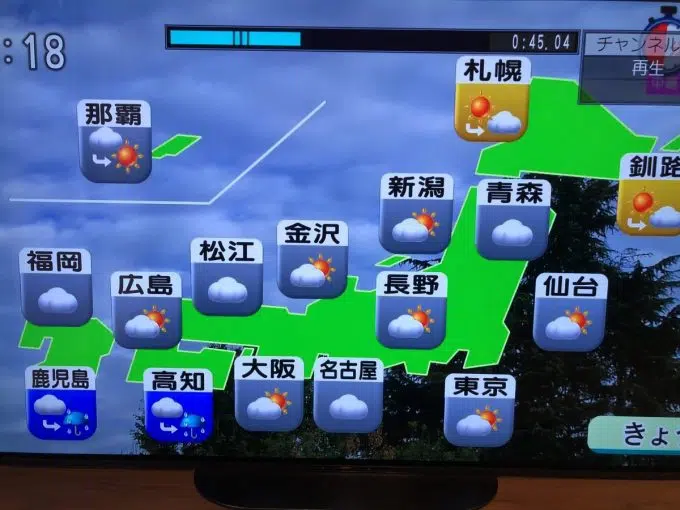 :18
0:45.04
チャンネル
再生
札幌
那覇
釧路
新潟
青森
金沢
松江
福岡
広島
長野
仙台
鹿児島
高知
大阪
名古屋
東京
きょ